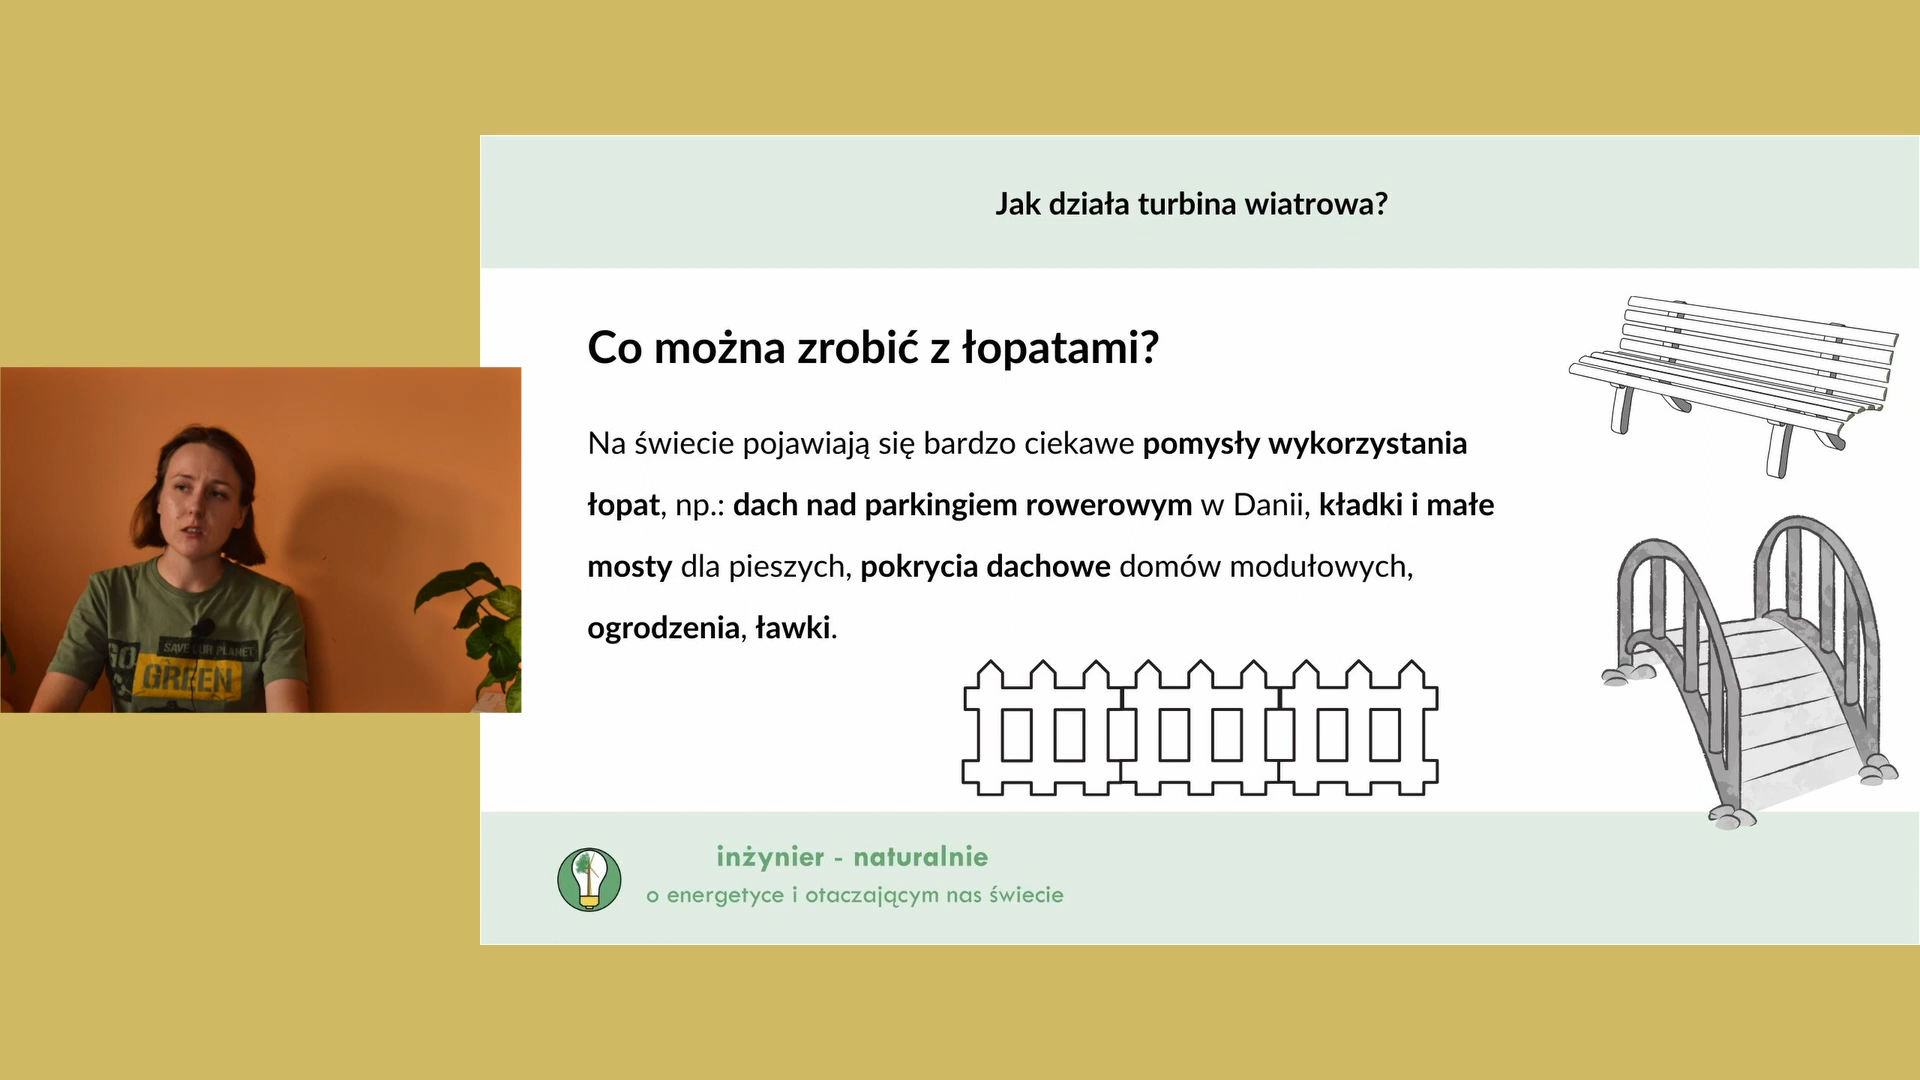 Jak działa turbina wiatrowa?
Co można zrobić z łopatami?
Na świecie pojawiają się bardzo ciekawe pomysły wykorzystania
łopat, np.: dach nad parkingiem rowerowym w Danii, kładki i małe
mosty dla pieszych, pokrycia dachowe domów modułowych,
ogrodzenia, ławki.
GO
SAVE OUR PLANET
GREEN
inżynier - naturalnie
o energetyce i otaczającym nas świecie